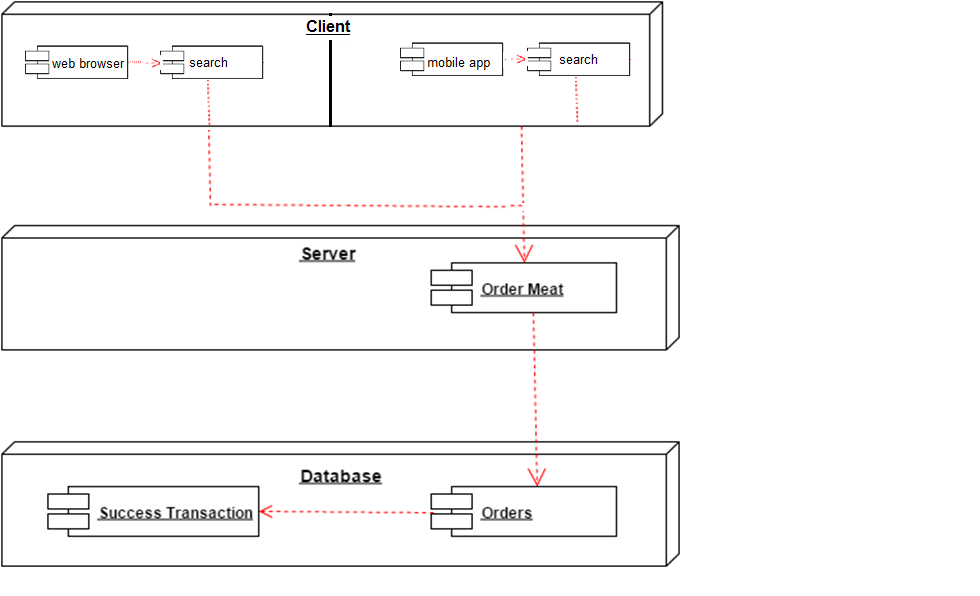 Client
web browser
search
mobile app
search
Server
Order Meat
Database
Success Transaction
Orders